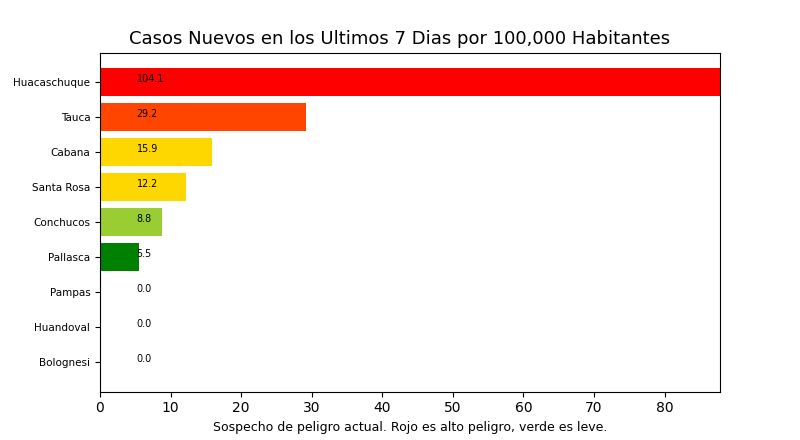 Casos Nuevos en los Ultimos 7 Dias por 100,000 Habitantes
Huacaschuque 104.1
Tauca 29.2
Cabana 15.9
Santa Rosa 12.2
Conchucos 8.8
Pallasca 5.5
Pampas 0.0
Huandoval 0.0
Bolognesi 0.0
0 10 20 30 40 50 60 70 80
Sospecho de peligro actual. Rojo es alto peligro, verde es leve.